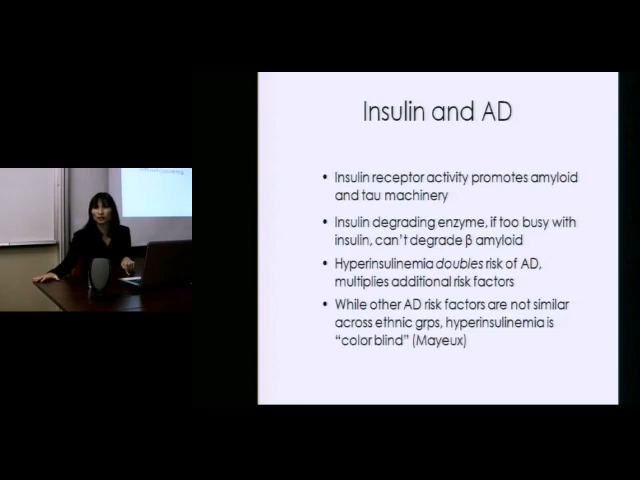 Insulin and AD
• Insulin receptor activity promotes amyloid
and tau machinery
• Insulin degrading enzyme, if too busy with
insulin, can't degrade β amyloid
• Hyperinsulinemia doubles risk of AD,
multiplies additional risk factors
• While other AD risk factors are not similar
across ethnic grps, hyperinsulinemia is
"color blind" (Mayeux)